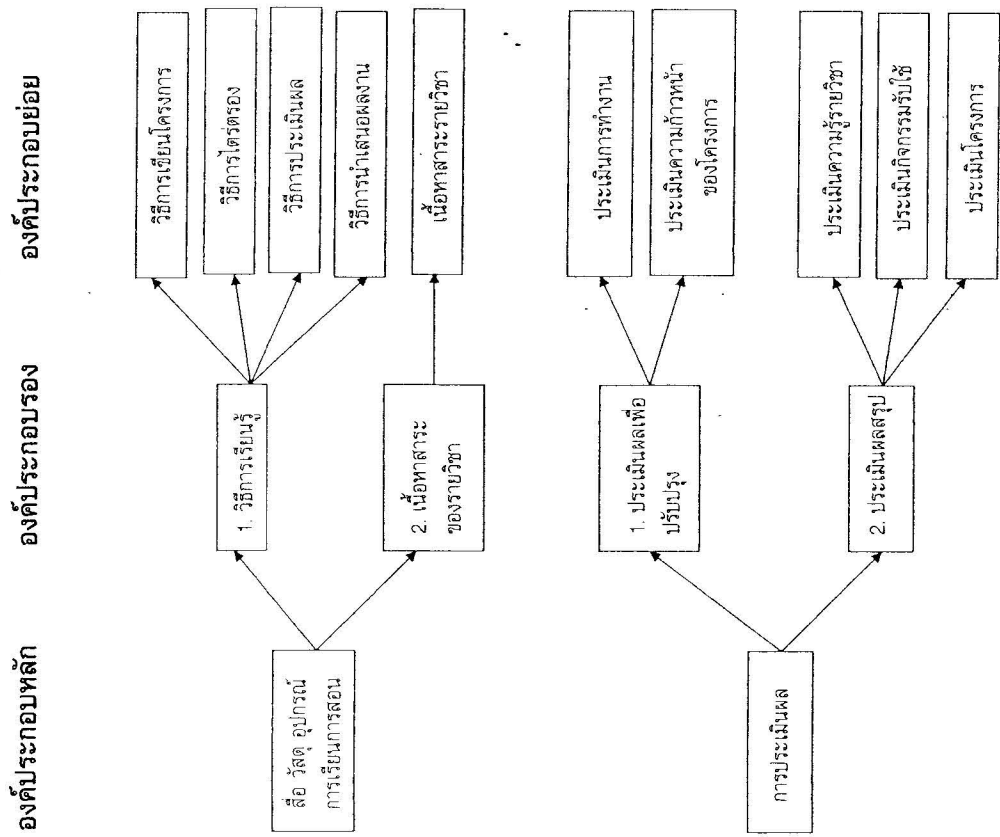 องค์ประกอบหลัก
องค์ประกอบรอง
องค์ประกอบย่อย
สื่อ วัสดุ อุปกรณ์
การเรียนการสอน
1. วิธีการเรียนรู้
วิธีการเขียนโครงการ
วิธีการไตร่ตรอง
วิธีการประเมินผล
วิธีการนำเสนอผลงาน
2. เนื้อหาสาระ
ของรายวิชา
เนื้อหาสาระรายวิชา
การประเมินผล
1. ประเมินผลเพื่อ
ปรับปรุง
ประเมินการทำงาน
ประเมินความก้าวหน้า
ของโครงการ
2. ประเมินผลสรุป
ประเมินความรู้รายวิชา
ประเมินกิจกรรมรับใช้
ประเมินโครงการ